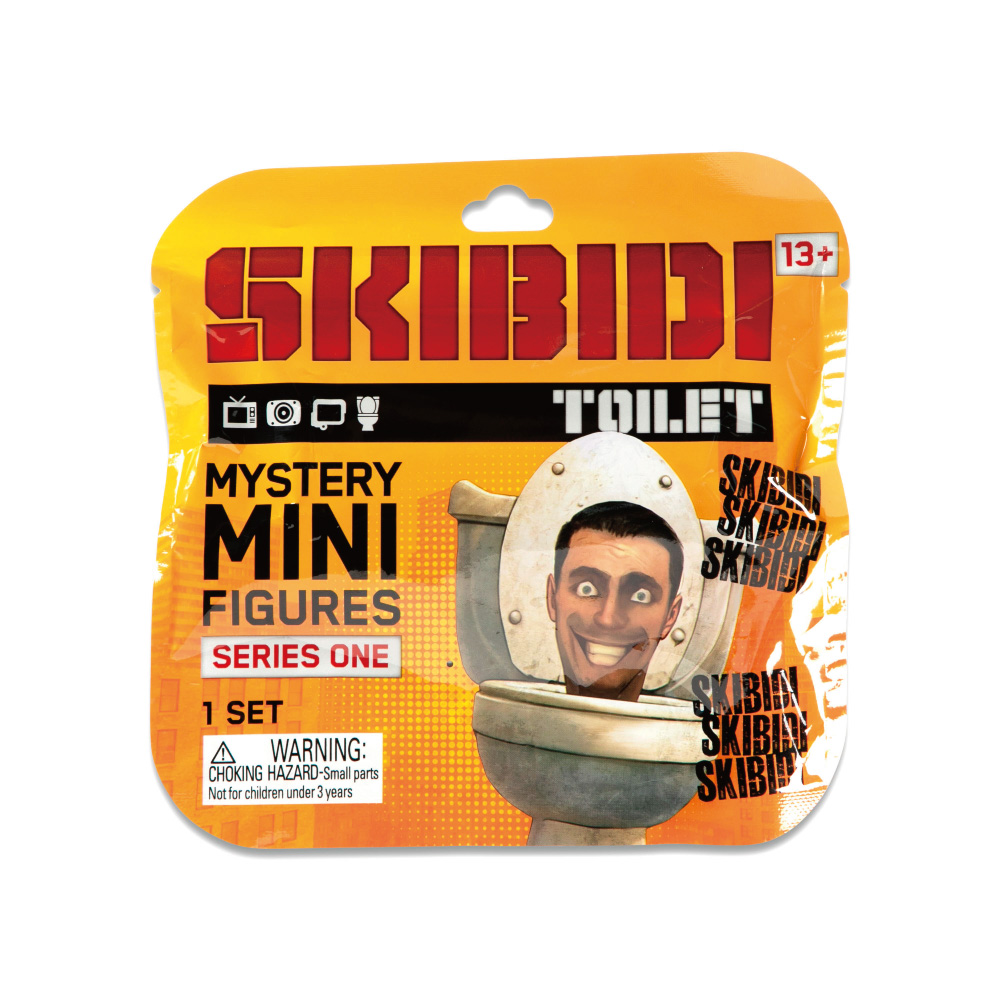 SKIBIDI
13+
TOILET
MYSTERY
MINI
FIGURES
SERIES ONE
1 SET
WARNING:
CHOKING HAZARD-Small parts
Not for children under 3 years
SKIBIDI
SKIBIDI
SKIBIDI
SKIBIDI
SKIBIDI
SKIBIDI